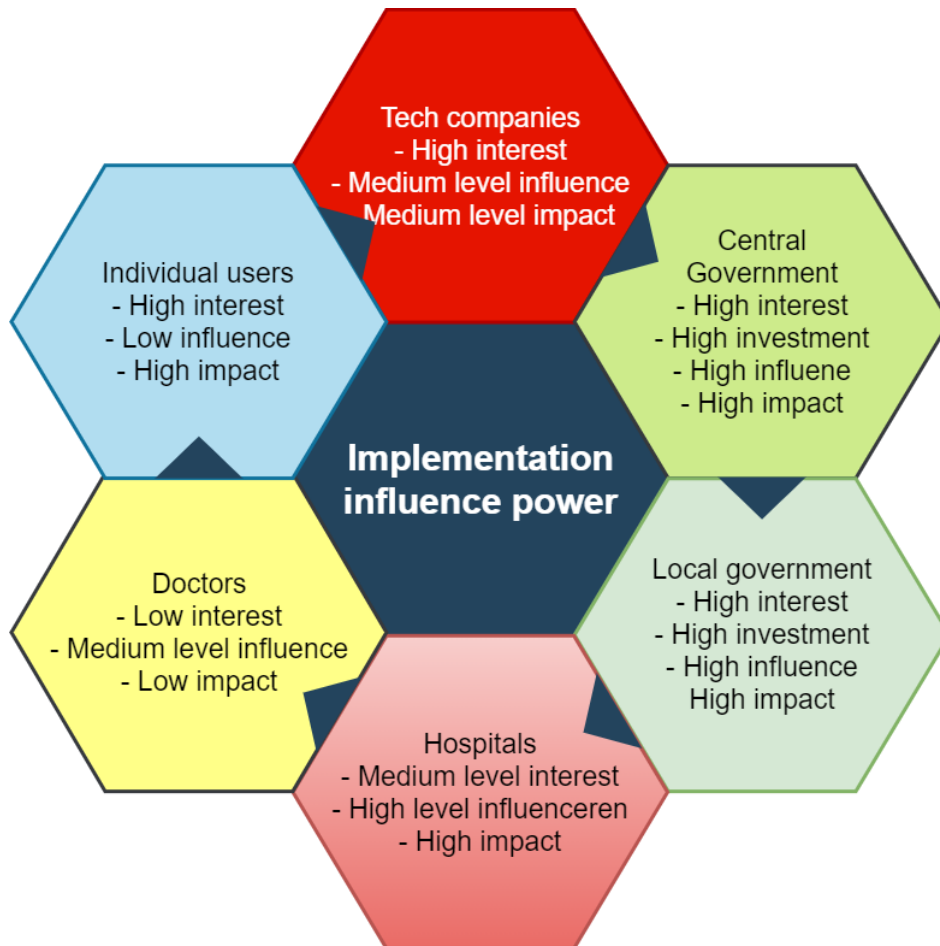 Tech companies
- High interest
- Medium level influence
Medium level impact
Central
Government
- High interest
- High investment
- High influene
- High impact
Local government
- High interest
- High investment
- High influence
High impact
Hospitals
- Medium level interest
- High level influenceren
- High impact
Doctors
- Low interest
- Medium level influence
- Low impact
Individual users
- High interest
- Low influence
- High impact
Implementation
influence power